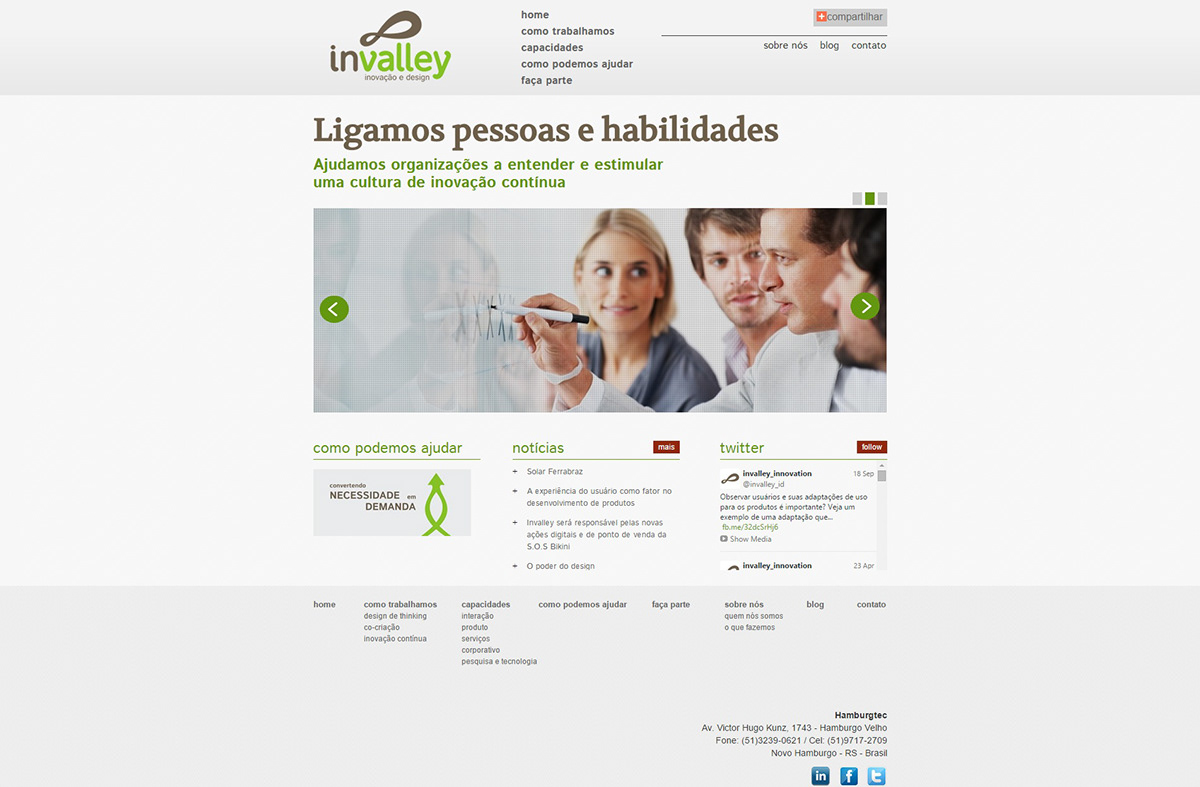 invalley
inovação e design
home
como trabalhamos
capacidades
como podemos ajudar
faça parte
compartilhar
sobre nós blog contato
Ligamos pessoas e habilidades
Ajudamos organizações a entender e estimular
uma cultura de inovação contínua
como podemos ajudar
convertendo
NECESSIDADE em
DEMANDA
notícias mais
+ Solar Ferrabraz
+ A experiência do usuário como fator no
desenvolvimento de produtos
+ Invalley será responsável pelas novas
ações digitais e de ponto de venda da
S.O.S Bikini
+ O poder do design
twitter follow
invalley_innovation 18 Sep
@invalley_id
Observar usuários e suas adaptações de uso
para os produtos é importante? Veja um
exemplo de uma adaptação que...
fb.me/32dcSrHj6
Show Media
invalley_innovation 23 Apr
home
como trabalhamos
design de thinking
co-criação
inovação contínua
capacidades
interação
produto
serviços
corporativo
pesquisa e tecnologia
como podemos ajudar
faça parte
sobre nós
quem nós somos
o que fazemos
blog
contato
Hamburgtec
Av. Victor Hugo Kunz, 1743 - Hamburgo Velho
Fone: (51)3239-0621 / Cel: (51)9717-2709
Novo Hamburgo - RS - Brasil